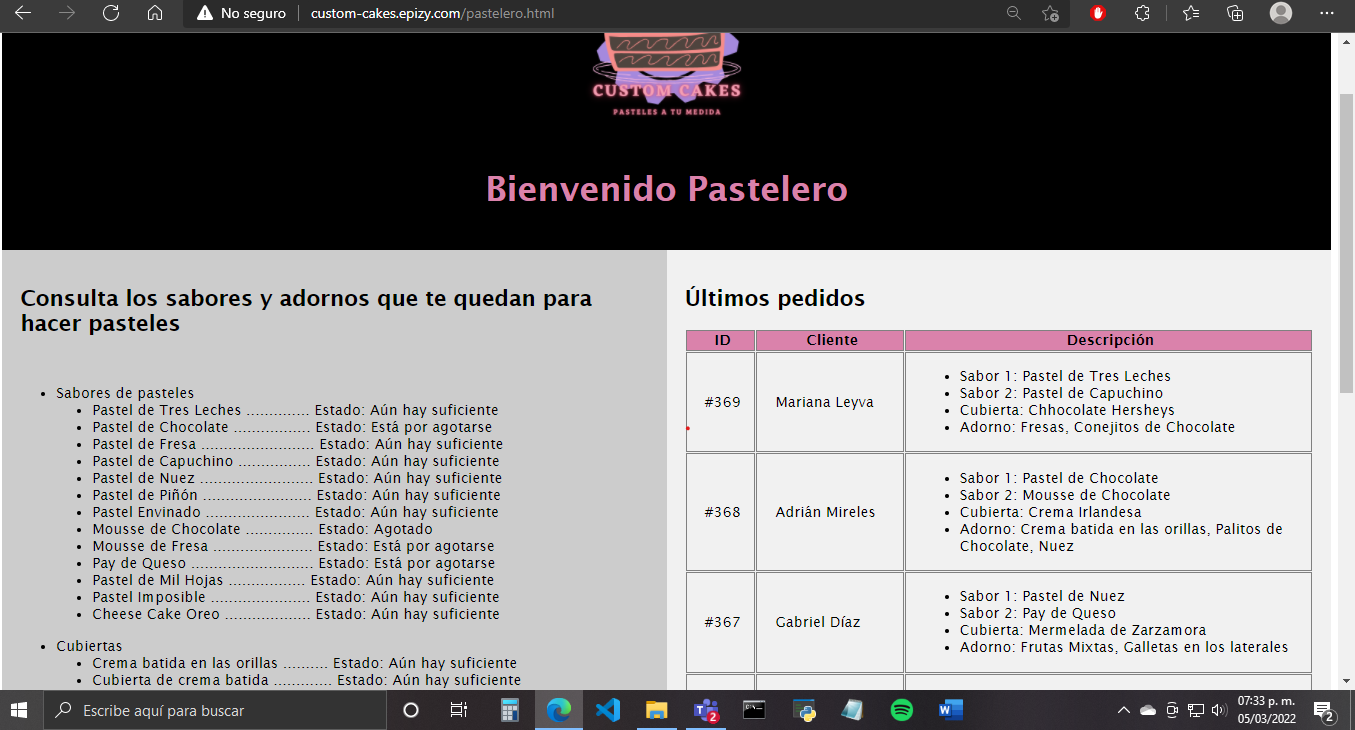 No seguro
custom-cakes.epizy.com/pastelero.html
CUSTOM CAKES
PASTELES A TU MEDIDA
Bienvenido Pastelero
Consulta los sabores y adornos que te quedan para
hacer pasteles
Sabores de pasteles
Pastel de Tres Leches ............. Estado: Aún hay suficiente
Pastel de Chocolate ................ Estado: Está por agotarse
Pastel de Fresa ....................... Estado: Aún hay suficiente
Pastel de Capuchino ............... Estado: Aún hay suficiente
Pastel de Nuez ....................... Estado: Aún hay suficiente
Pastel de Piñón ...................... Estado: Aún hay suficiente
Pastel Envinado ..................... Estado: Aún hay suficiente
Mousse de Chocolate .............. Estado: Agotado
Mousse de Fresa .................... Estado: Está por agotarse
Pay de Queso ......................... Estado: Está por agotarse
Pastel de Mil Hojas ................ Estado: Aún hay suficiente
Pastel Imposible .................... Estado: Aún hay suficiente
Cheese Cake Oreo .................. Estado: Aún hay suficiente
Cubiertas
Crema batida en las orillas .......... Estado: Aún hay suficiente
Cubierta de crema batida ............ Estado: Aún hay suficiente
Últimos pedidos
ID Cliente Descripción
#369 Mariana Leyva
Sabor 1: Pastel de Tres Leches
Sabor 2: Pastel de Capuchino
Cubierta: Chhocolate Hersheys
Adorno: Fresas, Conejitos de Chocolate
#368 Adrián Mireles
Sabor 1: Pastel de Chocolate
Sabor 2: Mousse de Chocolate
Cubierta: Crema Irlandesa
Adorno: Crema batida en las orillas, Palitos de
Chocolate, Nuez
#367 Gabriel Díaz
Sabor 1: Pastel de Nuez
Sabor 2: Pay de Queso
Cubierta: Mermelada de Zarzamora
Adorno: Frutas Mixtas, Galletas en los laterales
Escribe aquí para buscar
2
07:33 p. m.
05/03/2022
2